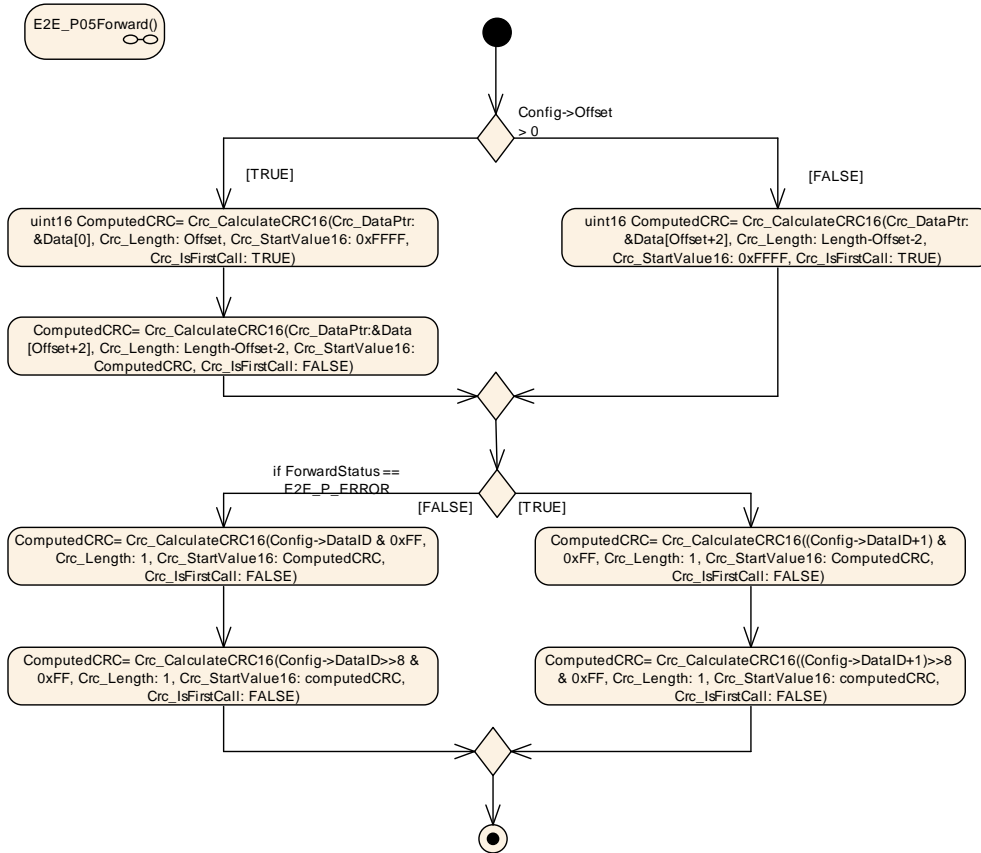 E2E_P05Forward()
Config->Offset
> 0
[TRUE]
[FALSE]
uint16 ComputedCRC= Crc_CalculateCRC16(Crc_DataPtr:
&Data[0], Crc_Length: Offset, Crc_StartValue16: 0xFFFF,
Crc_IsFirstCall: TRUE)
uint16 ComputedCRC= Crc_CalculateCRC16(Crc_DataPtr:
&Data[Offset+2], Crc_Length: Length-Offset-2,
Crc_StartValue16: 0xFFFF, Crc_IsFirstCall: TRUE)
ComputedCRC= Crc_CalculateCRC16(Crc_DataPtr:&Data
[Offset+2], Crc_Length: Length-Offset-2, Crc_StartValue16:
ComputedCRC, Crc_IsFirstCall: FALSE)
if ForwardStatus ==
E2E_P_ERROR
[FALSE]
[TRUE]
ComputedCRC= Crc_CalculateCRC16(Config->DataID & 0xFF,
Crc_Length: 1, Crc_StartValue16: ComputedCRC,
Crc_IsFirstCall: FALSE)
ComputedCRC= Crc_CalculateCRC16((Config->DataID+1) &
0xFF, Crc_Length: 1, Crc_StartValue16: ComputedCRC,
Crc_IsFirstCall: FALSE)
ComputedCRC= Crc_CalculateCRC16(Config->DataID>>8 &
0xFF, Crc_Length: 1, Crc_StartValue16: computedCRC,
Crc_IsFirstCall: FALSE)
ComputedCRC= Crc_CalculateCRC16((Config->DataID+1)>>8
& 0xFF, Crc_Length: 1, Crc_StartValue16: computedCRC,
Crc_IsFirstCall: FALSE)